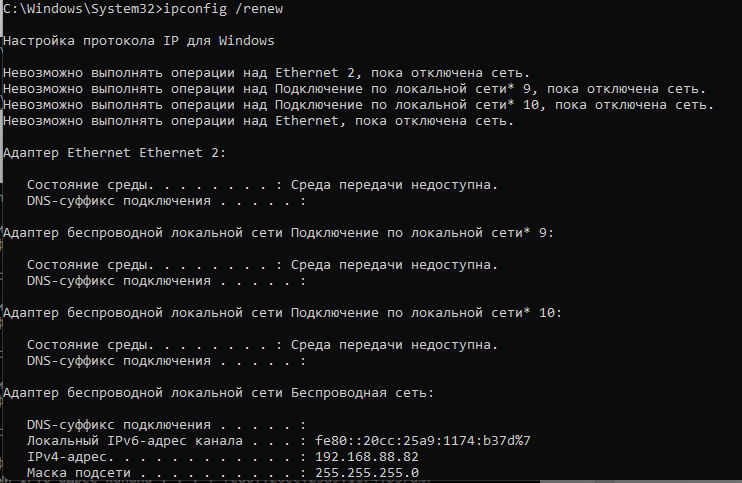 C:\Windows\System32>ipconfig /renew
Настройка протокола IP для Windows
Невозможно выполнять операции над Ethernet 2, пока отключена сеть.
Невозможно выполнять операции над Подключение по локальной сети* 9, пока отключена сеть.
Невозможно выполнять операции над Подключение по локальной сети* 10, пока отключена сеть.
Невозможно выполнять операции над Ethernet, пока отключена сеть.
Адаптер Ethernet Ethernet 2:
Состояние среды. . . . . . . . : Среда передачи недоступна.
DNS-суффикс подключения . . . . . :
Адаптер беспроводной локальной сети Подключение по локальной сети* 9:
Состояние среды. . . . . . . . : Среда передачи недоступна.
DNS-суффикс подключения . . . . . :
Адаптер беспроводной локальной сети Подключение по локальной сети* 10:
Состояние среды. . . . . . . . : Среда передачи недоступна.
DNS-суффикс подключения . . . . . :
Адаптер беспроводной локальной сети Беспроводная сеть:
DNS-суффикс подключения . . . . . :
Локальный IPv6-адрес канала . . . : fe80::20cc:25a9:1174:b37d%7
IPv4-адрес. . . . . . . . . . . . : 192.168.88.82
Маска подсети . . . . . . . . . . : 255.255.255.0